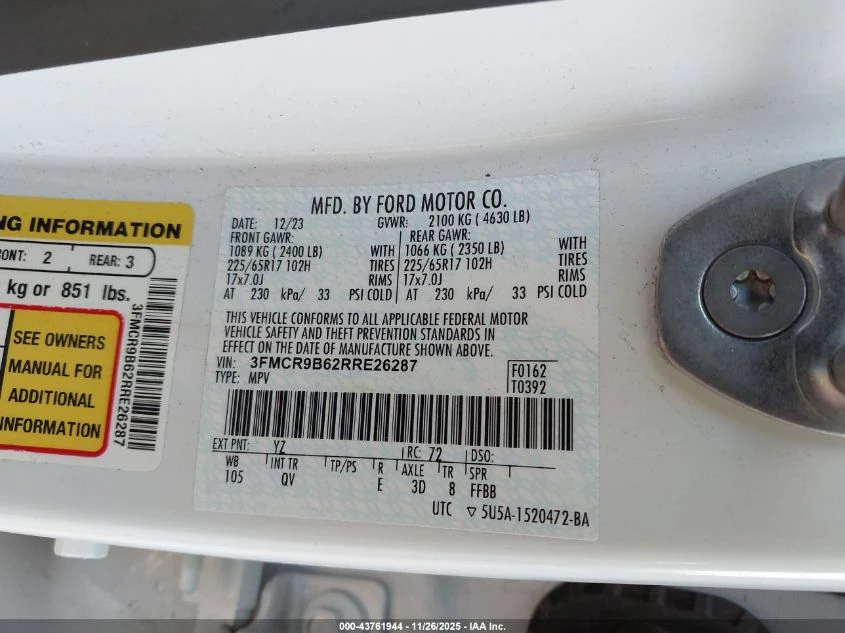 NG INFORMATION
RONT: 2 REAR: 3
kg or 851 lbs.
SEE OWNERS
MANUAL FOR
ADDITIONAL
INFORMATION
3FMCR9B62RRE26287
MFD. BY FORD MOTOR CO.
DATE: 12/23 GVWR: 2100 KG ( 4630 LB)
FRONT GAWR: REAR GAWR:
1089 KG ( 2400 LB) WITH 1066 KG ( 2350 LB) WITH
225/65R17 102H TIRES 225/65R17 102H TIRES
17x7.0J RIMS 17x7.0J RIMS
AT 230 kPa/ 33 PSI COLD AT 230 kPa/ 33 PSI COLD
THIS VEHICLE CONFORMS TO ALL APPLICABLE FEDERAL MOTOR
VEHICLE SAFETY AND THEFT PREVENTION STANDARDS IN
EFFECT ON THE DATE OF MANUFACTURE SHOWN ABOVE.
VIN: 3FMCR9B62RRE26287 F0162
TYPE: MPV T0392
EXT PNT: YZ RC: 72 DSO:
WB INT TR TP/PS R AXLE TR SPR
105 QV E 3D 8 FFBB
UTC ▽ 5U5A-1520472-BA
000-43761944 - 11/26/2025 - IAA Inc.